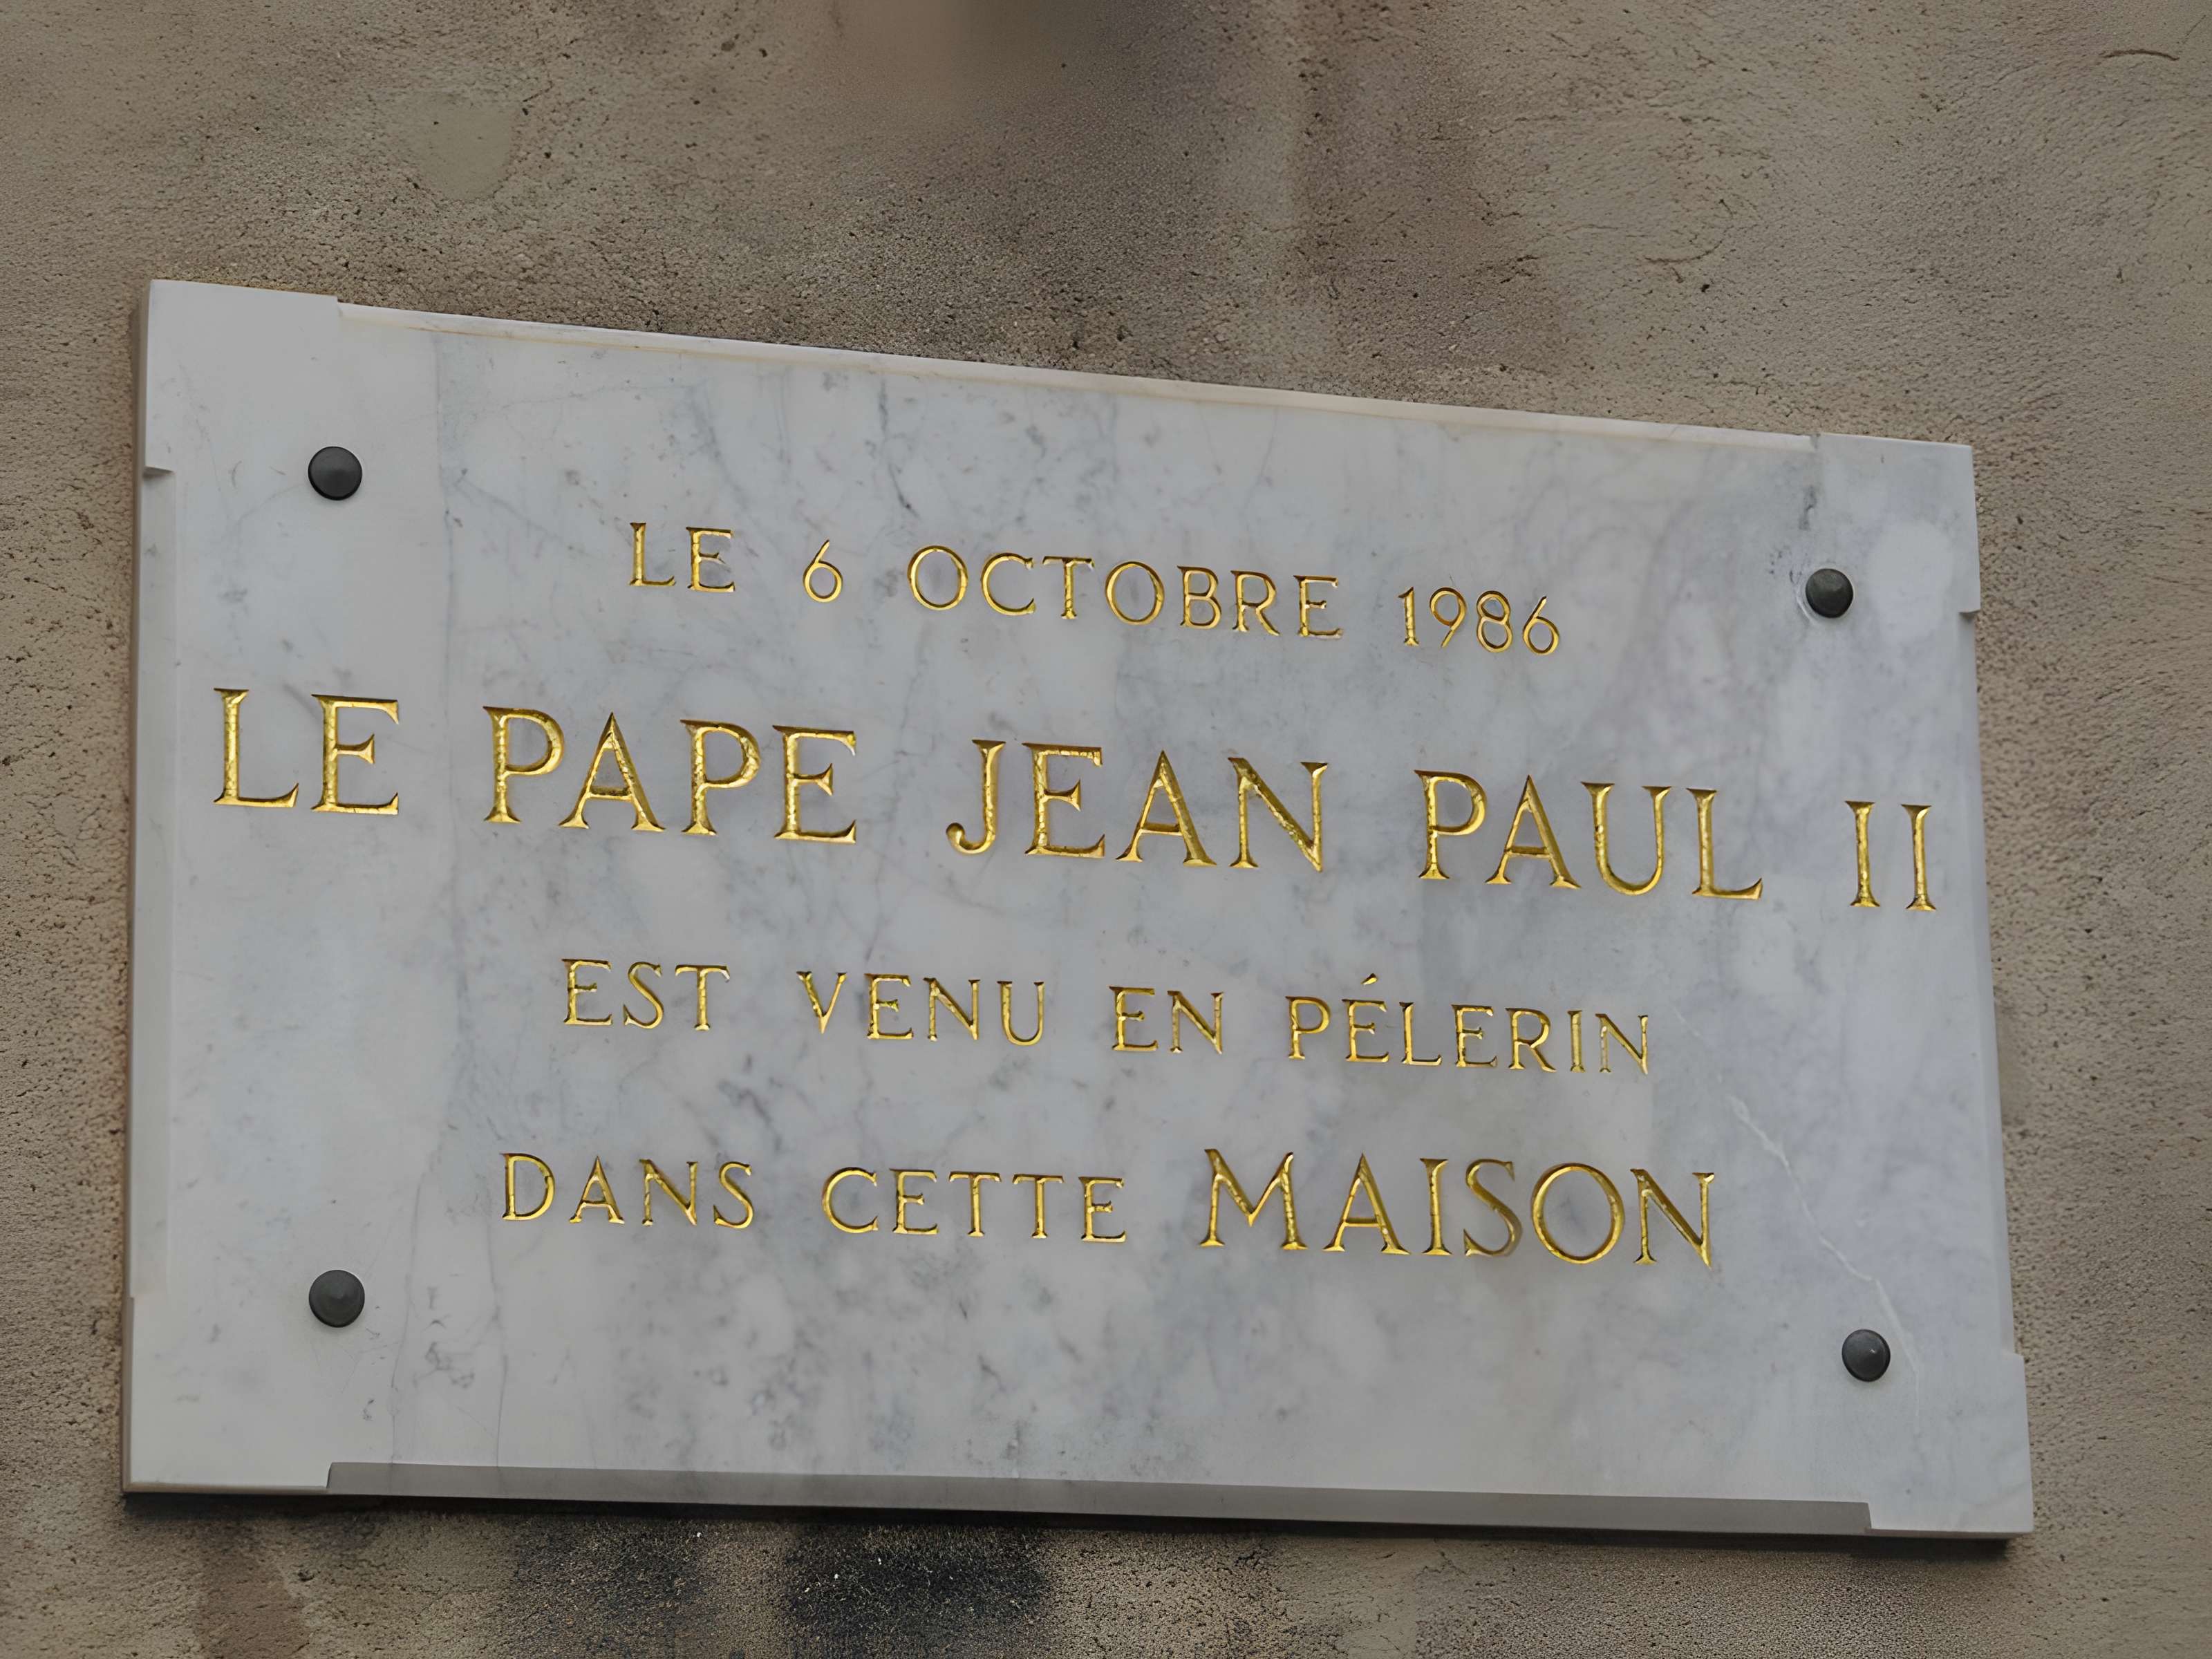 LE 6 OCTOBRE 1986
LE PAPE JEAN PAUL II
EST VENU EN PÉLERIN
DANS CETTE MAISON